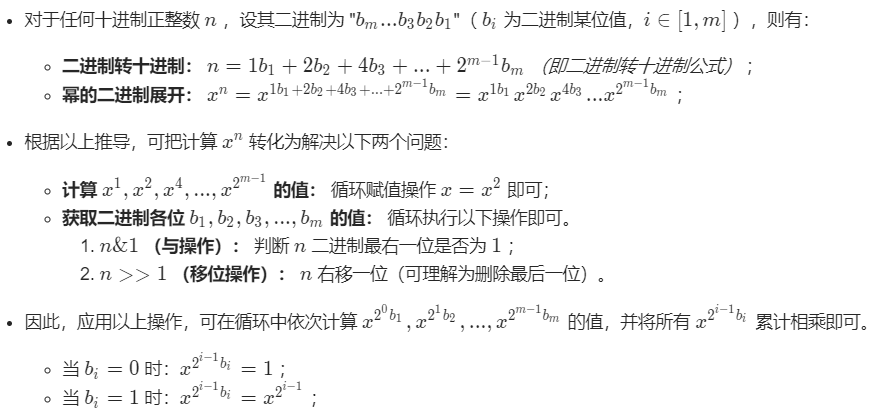 • 对于任何十进制正整数 $n$ ，设其二进制为 "$b_m...b_3b_2b_1$"（ $b_i$ 为二进制某位值，$i \in [1,m]$ ），则有：
◦ 二进制转十进制： $n = 1b_1 + 2b_2 + 4b_3 + ... + 2^{m-1}b_m$ （即二进制转十进制公式） ；
◦ 幂的二进制展开： $x^n = x^{1b_1+2b_2+4b_3+...+2^{m-1}b_m} = x^{1b_1}x^{2b_2}x^{4b_3}...x^{2^{m-1}b_m}$ ；
• 根据以上推导，可把计算 $x^n$ 转化为解决以下两个问题：
◦ 计算 $x^1, x^2, x^4, ..., x^{2^{m-1}}$ 的值： 循环赋值操作 $x = x^2$ 即可；
◦ 获取二进制各位 $b_1, b_2, b_3, ..., b_m$ 的值： 循环执行以下操作即可。
1. $n\&1$ （与操作）： 判断 $n$ 二进制最右一位是否为 $1$ ；
2. $n >> 1$ （移位操作）： $n$ 右移一位（可理解为删除最后一位）。
• 因此，应用以上操作，可在循环中依次计算 $x^{2^0b_1}, x^{2^1b_2}, ..., x^{2^{m-1}b_m}$ 的值，并将所有 $x^{2^{i-1}b_i}$ 累计相乘即可。
◦ 当 $b_i = 0$ 时：$x^{2^{i-1}b_i} = 1$ ；
◦ 当 $b_i = 1$ 时：$x^{2^{i-1}b_i} = x^{2^{i-1}}$ ；